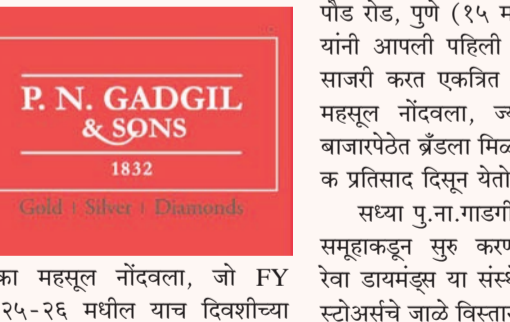 P. N. GADGIL
& SONS
1832
Gold | Silver | Diamonds
महसूल नोंदवला, जो FY
२५-२६ मधील याच दिवशीच्या
पौड रोड, पुणे (१५
यांनी आपली पहिली
साजरी करत एकत्रित
महसूल नोंदवला,
बाजारपेठेत ब्रँडला
क प्रतिसाद दिसून येतो
सध्या पु.ना.गाडगी
समूहाकडून सुरु
रेवा डायमंड्स या
स्टोअर्सचे जाळे